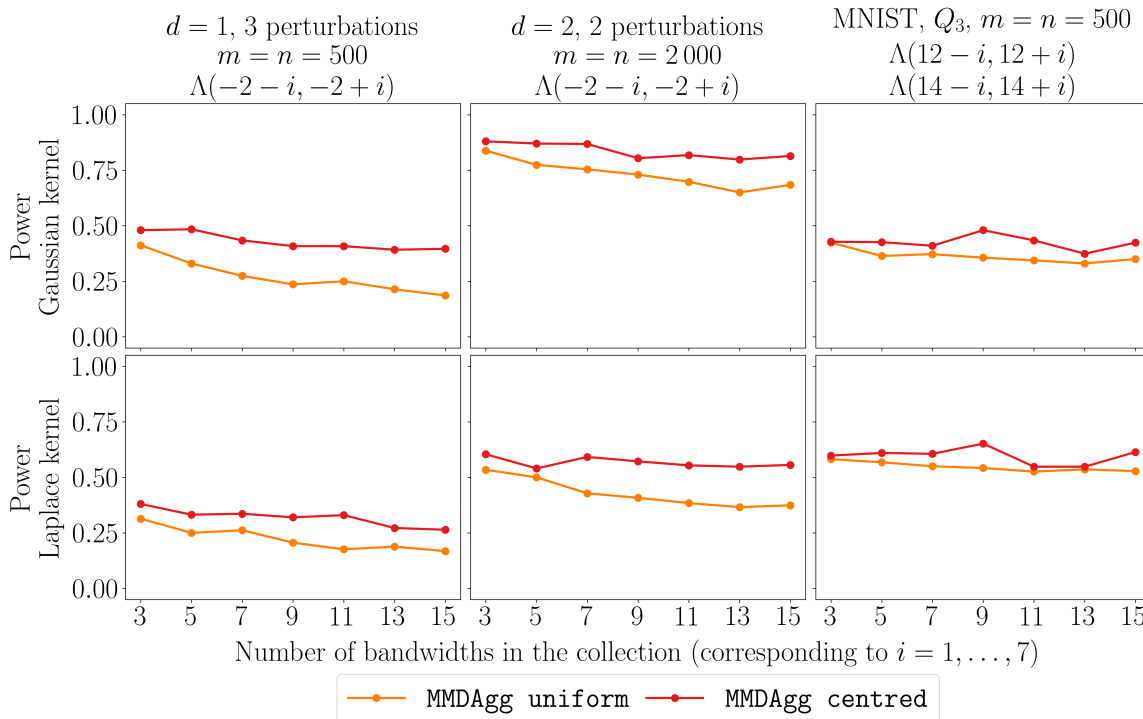 d = 1, 3 perturbations
m = n = 500
Λ(−2 − i, −2 + i)
d = 2, 2 perturbations
m = n = 2 000
Λ(−2 − i, −2 + i)
MNIST, Q₃, m = n = 500
Λ(12 − i, 12 + i)
Λ(14 − i, 14 + i)
Power
Gaussian kernel
1.00
0.75
0.50
0.25
0.00
Power
Laplace kernel
1.00
0.75
0.50
0.25
0.00
3 5 7 9 11 13 15
3 5 7 9 11 13 15
3 5 7 9 11 13 15
Number of bandwidths in the collection (corresponding to i = 1, . . . , 7)
MMDAgg uniform
MMDAgg centred